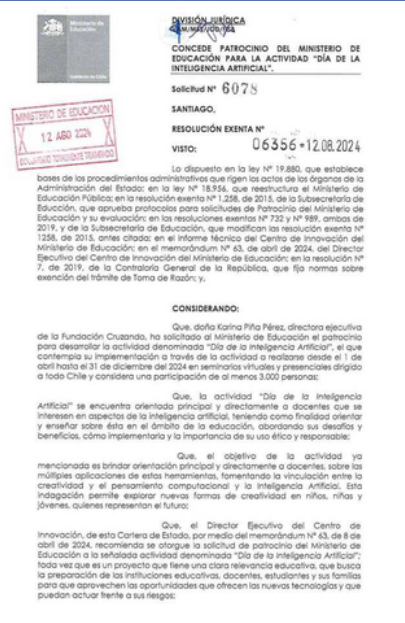 Ministerio de
Educación
Gobierno de Chile
DIVISIÓN JURÍDICA
CONCEDE PATROCINIO DEL MINISTERIO DE
EDUCACIÓN PARA LA ACTIVIDAD "DÍA DE LA
INTELIGENCIA ARTIFICIAL".
Solicitud N° 6078
SANTIAGO,
MINISTERIO DE EDUCACION
12 AGO 2024
DOCUMENTO TOTALMENTE TRAMITADO
RESOLUCIÓN EXENTA N°
VISTO: 06356*12.08.2024
Lo dispuesto en la ley N° 19.880, que establece
bases de los procedimientos administrativos que rigen los actos de los órganos de la
Administración del Estado; en la ley N° 18.956, que reestructura el Ministerio de
Educación Pública; en la resolución exenta N° 1.258, de 2015, de la Subsecretaría de
Educción, que aprueba protocolos para solicitudes de Patrocinio del Ministerio de
Educación y su evaluación; en las resoluciones exentas N° 732 y N° 989, ambas de
2019, y de la Subsecretaría de Educación, que modifican las resolución exenta N°
1258, de 2015, antes citada; en el informe técnico del Centro de Innovación del
Ministerio de Educación; en el memorándum N° 63, de abril de 2024, del Director
Ejecutivo del Centro de Innovación del Ministerio de Educación; en la resolución N°
7, de 2019, de la Contraloría General de la República, que fija normas sobre
exención del trámite de Toma de Razón; y,
CONSIDERANDO:
Que, doña Karina Piña Pérez, directora ejecutiva
de la Fundación Cruzando, ha solicitado al Ministerio de Educación el patrocinio
para desarrollar la actividad denominada "Día de la Inteligencia Artificial", el que
contempla su implementación a través de la actividad a realizarse desde el 1 de
abril hasta el 31 de diciembre del 2024 en seminarios virtuales y presenciales dirigido
a todo Chile y considera una participación de al menos 3.000 personas;
Que, la actividad "Día de la Inteligencia
Artificial" se encuentra orientada principal y directamente a docentes que se
interesen en aspectos de la inteligencia artificial, teniendo como finalidad orientar
y enseñar sobre ésta en el ámbito de la educación, abordando sus desafíos y
beneficios, cómo implementarla y la importancia de su uso ético y responsable;
Que, el objetivo de la actividad ya
mencionada es brindar orientación principal y directamente a docentes, sobre las
múltiples aplicaciones de estas herramientas, fomentando la vinculación entre la
creatividad y el pensamiento computacional y la Inteligencia Artificial. Esta
indagación permite explorar nuevas formas de creatividad en niños, niñas y
jóvenes, quienes representan el futuro;
Que, el Director Ejecutivo del Centro de
Innovación, de esta Cartera de Estado, por medio del memorándum N° 63, de 8 de
abril de 2024, recomienda se otorgue la solicitud de patrocinio del Ministerio de
Educación a la señalada actividad denominada "Día de la Inteligencia Artificial";
toda vez que es un proyecto que tiene una clara relevancia educativa, que busca
la preparación de las instituciones educativas, docentes, estudiantes y sus familias
para que aprovechen las oportunidades que ofrecen las nuevas tecnologías y que
puedan actuar frente a sus riesgos;